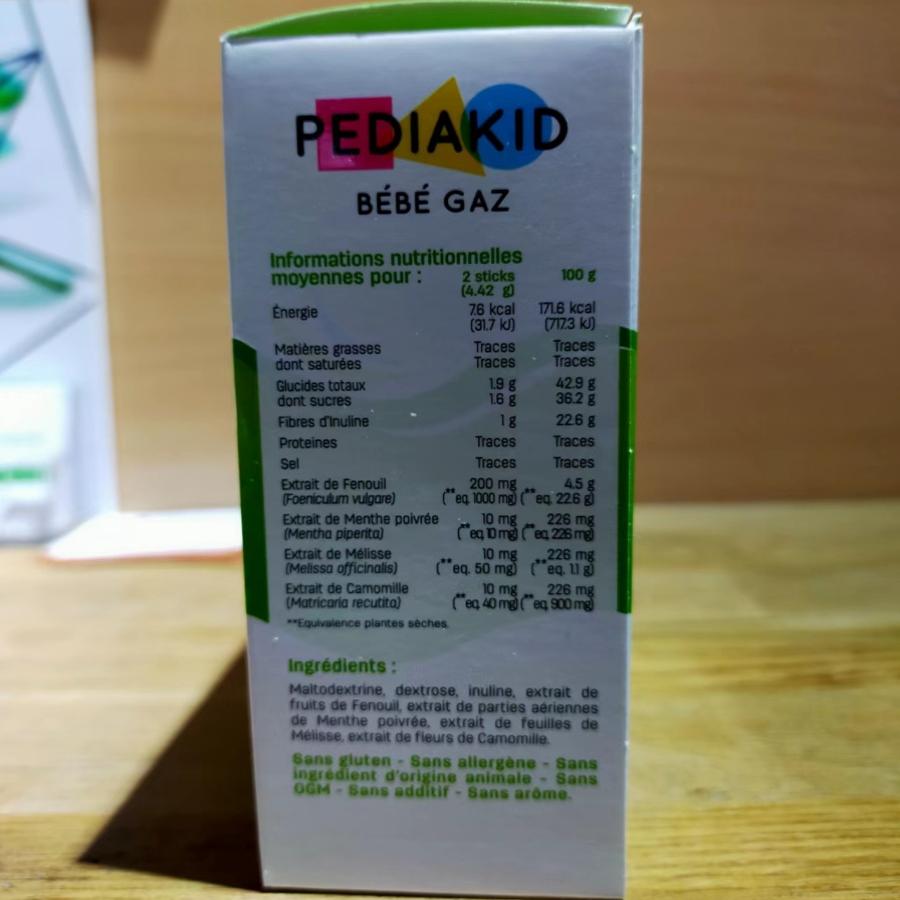 PEDIAKID
BÉBÉ GAZ
Informations nutritionnelles
moyennes pour : 2 sticks 100 g
(4.42 g)
Énergie 7.6 kcal 171.6 kcal
(31.7 kJ) (717.3 kJ)
Matières grasses Traces Traces
dont saturées Traces Traces
Glucides totaux 1.9 g 42.9 g
dont sucres 1.6 g 36.2 g
Fibres d'Inuline 1 g 22.6 g
Proteines Traces Traces
Sel Traces Traces
Extrait de Fenouil 200 mg 4.5 g
(Foeniculum vulgare) (**eq. 1000 mg) (**eq. 22.6 g)
Extrait de Menthe poivrée 10 mg 226 mg
(Mentha piperita) (**eq. 10 mg) (**eq. 226 mg)
Extrait de Mélisse 10 mg 226 mg
(Melissa officinalis) (**eq. 50 mg) (**eq. 1.1 g)
Extrait de Camomille 10 mg 226 mg
(Matricaria recutita) (**eq. 40 mg) (**eq. 900 mg)
**Equivalence plantes sèches.
Ingrédients :
Maltodextrine, dextrose, inuline, extrait de
fruits de Fenouil, extrait de parties aériennes
de Menthe poivrée, extrait de feuilles de
Mélisse, extrait de fleurs de Camomille.
Sans gluten - Sans allergène - Sans
ingrédient d'origine animale - Sans
OGM - Sans additif - Sans arôme.